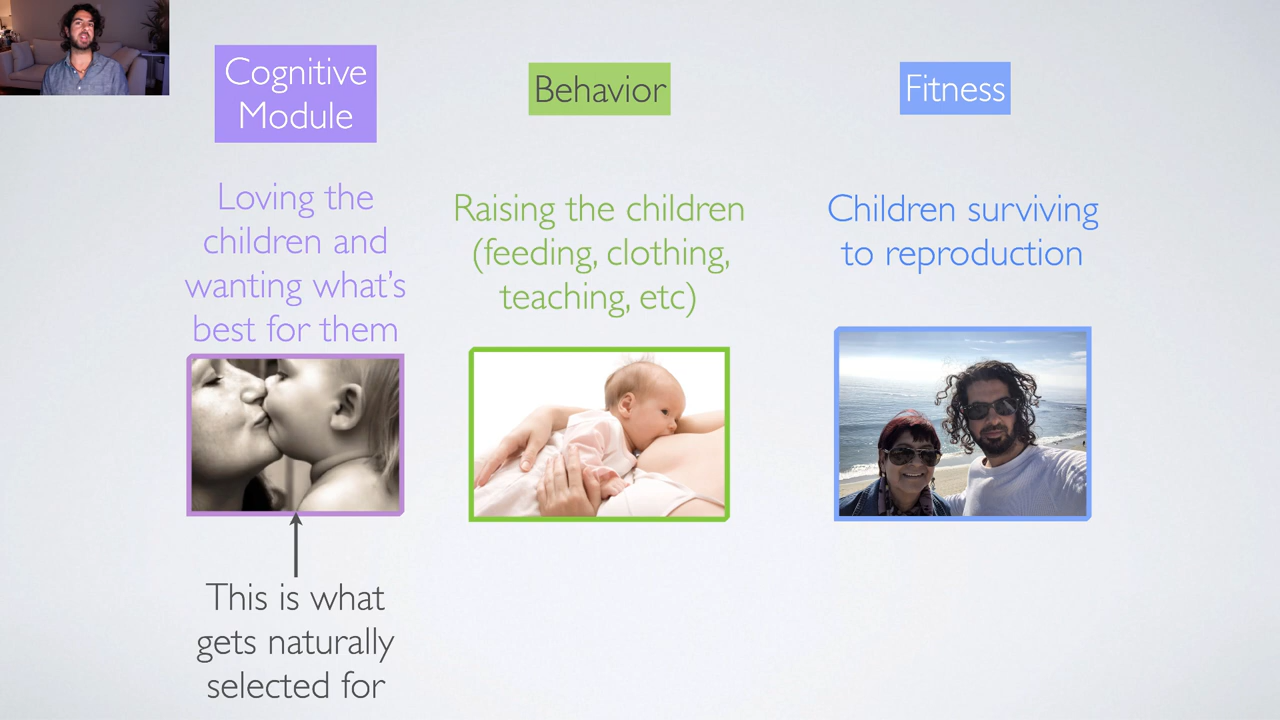 Cognitive
Module
Behavior
Fitness
Loving the
children and
wanting what's
best for them
Raising the children
(feeding, clothing,
teaching, etc)
Children surviving
to reproduction
This is what
gets naturally
selected for